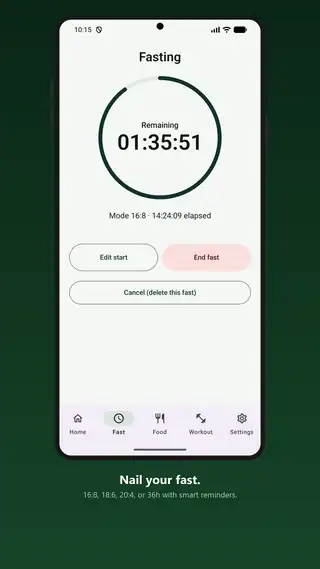 10:15
Fasting
Remaining
01:35:51
Mode 16:8 · 14:24:09 elapsed
Edit start
End fast
Cancel (delete this fast)
Home
Fast
Food
Workout
Settings
Nail your fast.
16:8, 18:6, 20:4, or 36h with smart reminders.